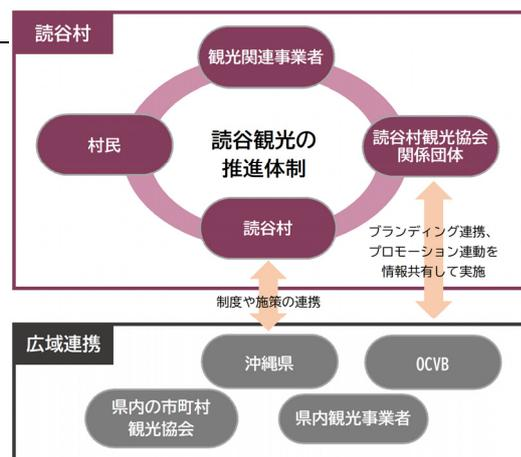 読谷村
観光関連事業者
村民
読谷観光の
推進体制
読谷村観光協会
関係団体
読谷村
ブランディング連携、
プロモーション連動を
情報共有して実施
制度や施策の連携
広域連携
沖縄県
OCVB
県内の市町村
観光協会
県内観光事業者